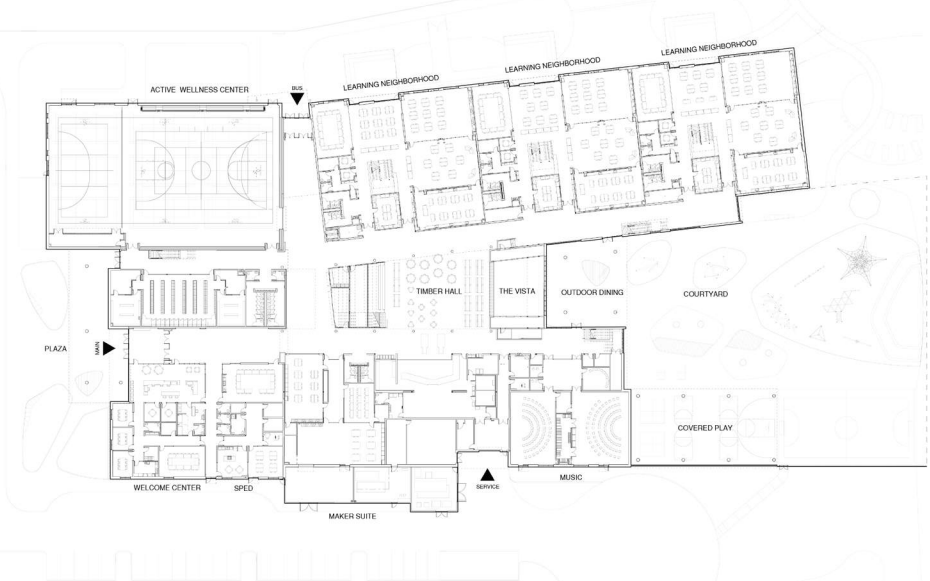 LEARNING NEIGHBORHOOD
LEARNING NEIGHBORHOOD
LEARNING NEIGHBORHOOD
ACTIVE WELLNESS CENTER
BUS
TIMBER HALL
THE VISTA
OUTDOOR DINING
COURTYARD
PLAZA
MAIN
COVERED PLAY
WELCOME CENTER
SPED
SERVICE
MUSIC
MAKER SUITE